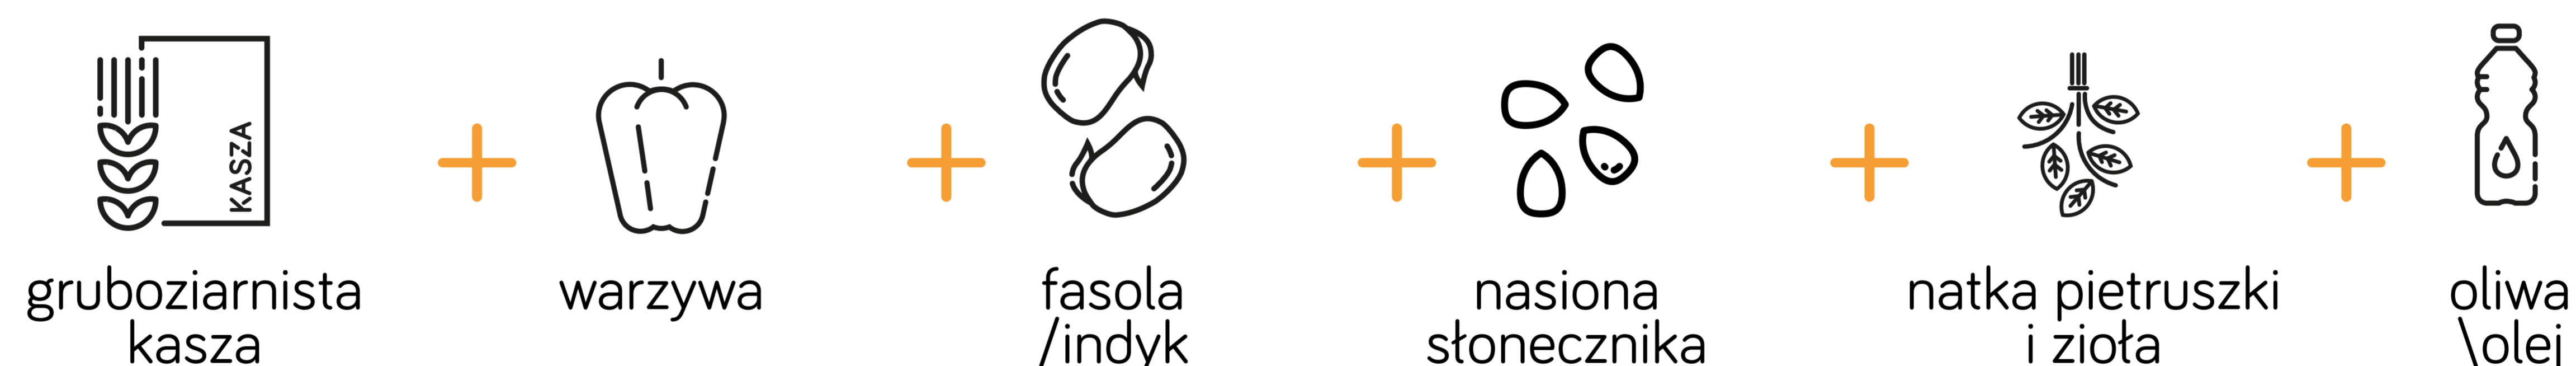 KASZA
gruboziarnista
kasza
warzywa
fasola
/indyk
nasiona
słonecznika
natka pietruszki
i zioła
oliwa
\olej